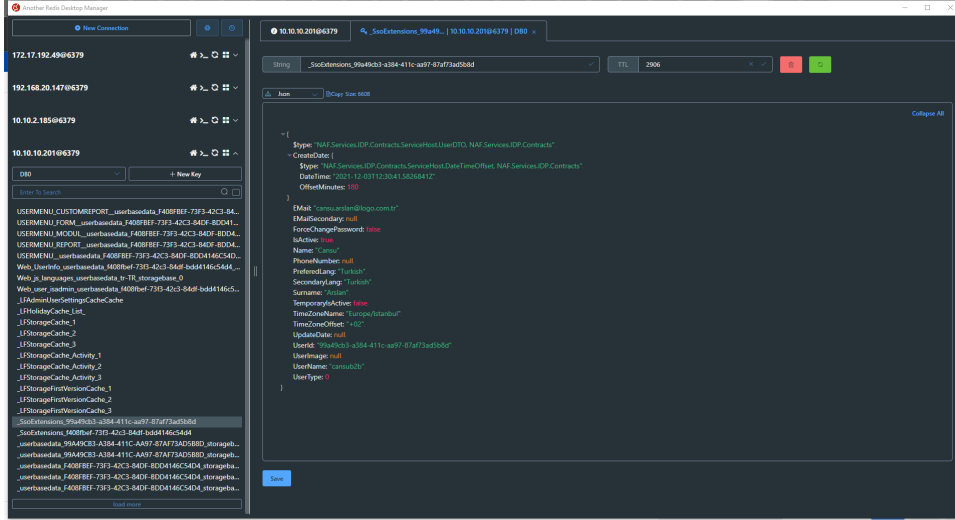 Another Redis Desktop Manager
New Connection
172.17.192.49@6379
192.168.20.147@6379
10.10.2.185@6379
10.10.10.201@6379
DB0
+ New Key
Enter To Search
USERMENU_CUSTOMREPORT__userbasedata_F408FBEF-73F3-42C3-84...
USERMENU_FORM__userbasedata_F408FBEF-73F3-42C3-84DF-BDD41...
USERMENU_MODUL__userbasedata_F408FBEF-73F3-42C3-84DF-BDD4...
USERMENU_REPORT__userbasedata_F408FBEF-73F3-42C3-84DF-BDD4...
USERMENU__userbasedata_F408FBEF-73F3-42C3-84DF-BDD4146C54D...
Web_UserInfo_userbasedata_f408fbef-73f3-42c3-84df-bdd4146c54d4_...
Web_js_languages_userbasedata_tr-TR_storagebase_0
Web_user_isadmin_userbasedata_f408fbef-73f3-42c3-84df-bdd4146c5...
_LFAdminUserSettingsCacheCache
_LFHolidayCache_List_
_LFStorageCache_1
_LFStorageCache_2
_LFStorageCache_3
_LFStorageCache_Activity_1
_LFStorageCache_Activity_2
_LFStorageCache_Activity_3
_LFStorageFirstVersionCache_1
_LFStorageFirstVersionCache_2
_LFStorageFirstVersionCache_3
_SsoExtensions_99a49cb3-a384-411c-aa97-87af73ad5b8d
_SsoExtensions_f408fbef-73f3-42c3-84df-bdd4146c54d4
_userbasedata_99A49CB3-A384-411C-AA97-87AF73AD5B8D_storageb...
_userbasedata_99A49CB3-A384-411C-AA97-87AF73AD5B8D_storageb...
_userbasedata_F408FBEF-73F3-42C3-84DF-BDD4146C54D4_storageba...
_userbasedata_F408FBEF-73F3-42C3-84DF-BDD4146C54D4_storageba...
_userbasedata_F408FBEF-73F3-42C3-84DF-BDD4146C54D4_storageba...
load more
10.10.10.201@6379
_SsoExtensions_99a49... | 10.10.10.201@6379 | DB0 ×
String _SsoExtensions_99a49cb3-a384-411c-aa97-87af73ad5b8d
TTL 2906
Json
Copy Size: 660B
Collapse All
{
$type: "NAF.Services.IDP.Contracts.ServiceHost.UserDTO, NAF.Services.IDP.Contracts"
CreateDate: {
$type: "NAF.Services.IDP.Contracts.ServiceHost.DateTimeOffset, NAF.Services.IDP.Contracts"
DateTime: "2021-12-03T12:30:41.5826841Z"
OffsetMinutes: 180
}
EMail: "cansu.arslan@logo.com.tr"
EMailSecondary: null
ForceChangePassword: false
IsActive: true
Name: "Cansu"
PhoneNumber: null
PreferedLang: "Turkish"
SecondaryLang: "Turkish"
Surname: "Arslan"
TemporaryIsActive: false
TimeZoneName: "Europe/Istanbul"
TimeZoneOffset: "+02"
UpdateDate: null
UserId: "99a49cb3-a384-411c-aa97-87af73ad5b8d"
UserImage: null
UserName: "cansub2b"
UserType: 0
}
Save